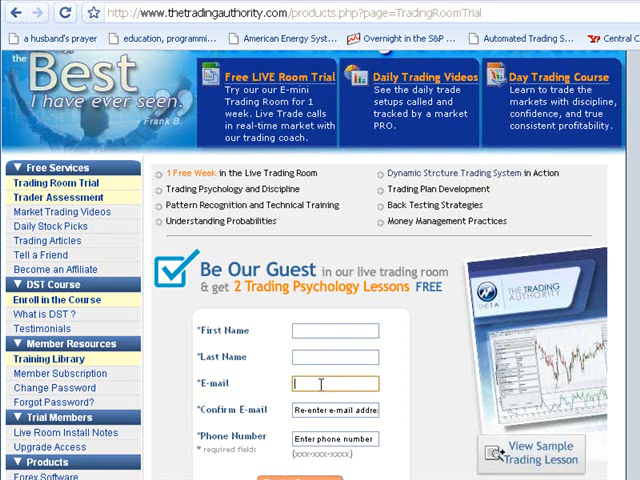 http://www.thetradingauthority.com/products.php?page=TradingRoomTrial
a husband's prayer
education, programmi...
American Energy Syst...
Overnight in the S&P ...
Automated Trading S...
Central C
the
Best
I have ever seen.
- Frank B.
Free LIVE Room Trial
Try our our E-mini
Trading Room for 1
week. Live Trade calls
in real-time market with
our trading coach.
Daily Trading Videos
See the daily trade
setups called and
tracked by a market
PRO.
Day Trading Course
Learn to trade the
markets with discipline,
confidence, and true
consistent profitability.
Free Services
Trading Room Trial
Trader Assessment
Market Trading Videos
Daily Stock Picks
Trading Articles
Tell a Friend
Become an Affiliate
DST Course
Enroll in the Course
What is DST ?
Testimonials
Member Resources
Training Library
Member Subscription
Change Password
Forgot Password?
Trial Members
Live Room Install Notes
Upgrade Access
Products
Forex Software
1 Free Week in the Live Trading Room
Trading Psychology and Discipline
Pattern Recognition and Technical Training
Understanding Probabilities
Dynamic Strcture Trading System in Action
Trading Plan Development
Back Testing Strategies
Money Management Practices
Be Our Guest in our live trading room
& get 2 Trading Psychology Lessons FREE
*First Name
*Last Name
*E-mail
*Confirm E-mail
Re-enter e-mail addre
*Phone Number
Enter phone number
* required fields
(xxx-xxx-xxxx)
THE TRADING
AUTHORITY
View Sample
Trading Lesson